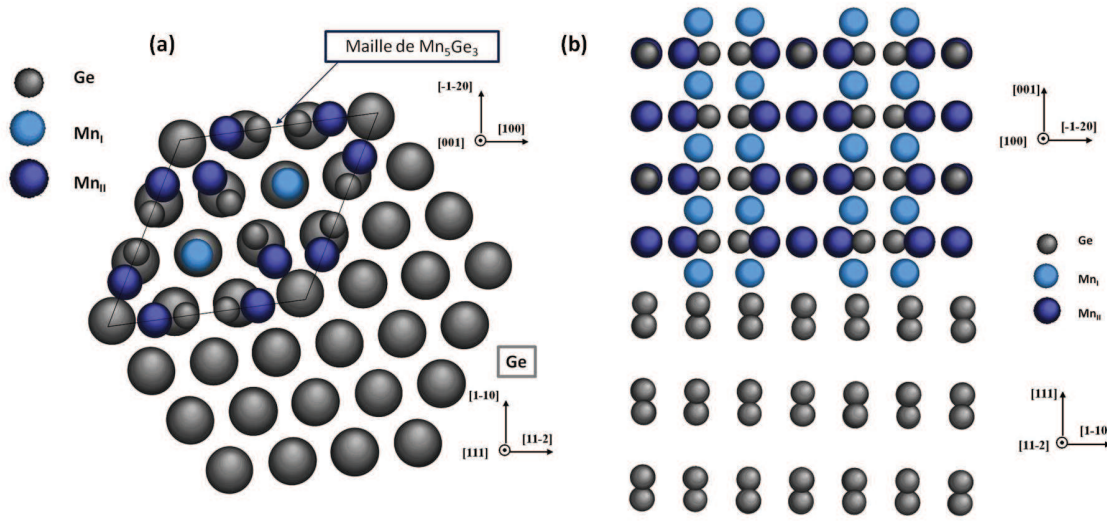 (a)
Maille de Mn5Ge3
Ge
MnI
MnII
[-1-20]
[001]
[100]
Ge
[1-10]
[111]
[11-2]
(b)
[001]
[100]
[-1-20]
Ge
MnI
MnII
[111]
[11-2]
[1-10